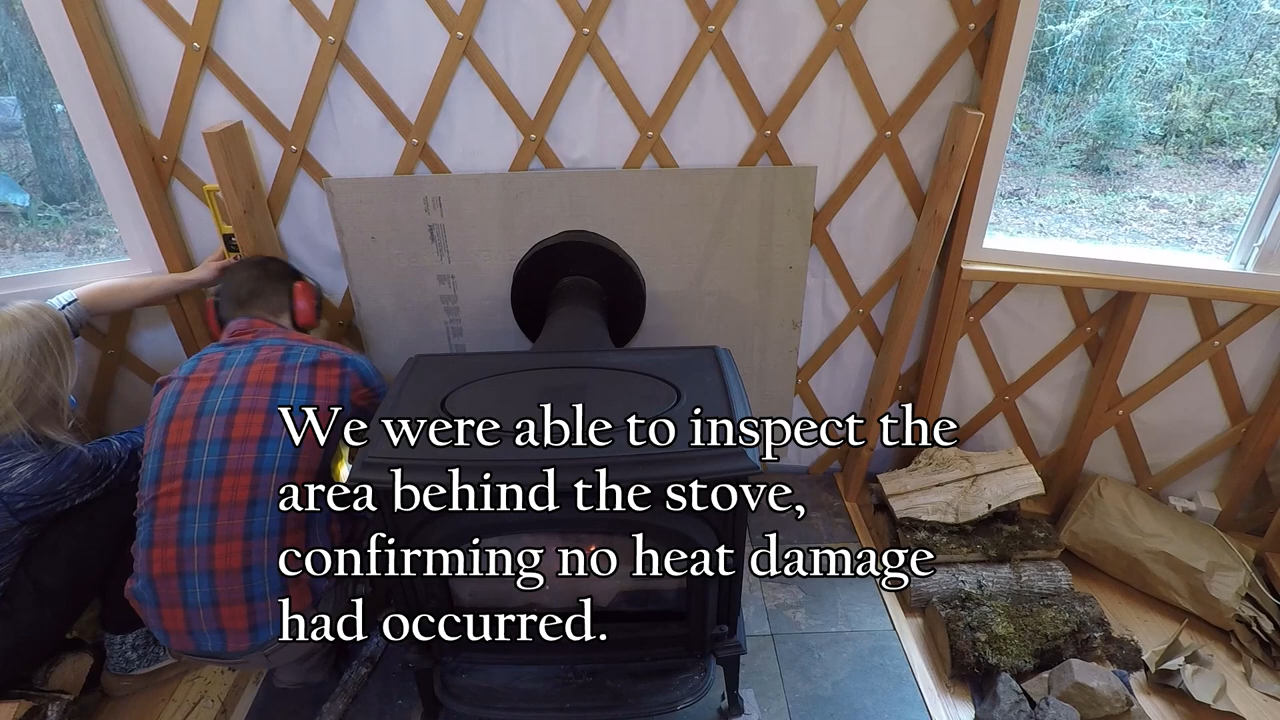 We were able to inspect the
area behind the stove,
confirming no heat damage
had occurred.